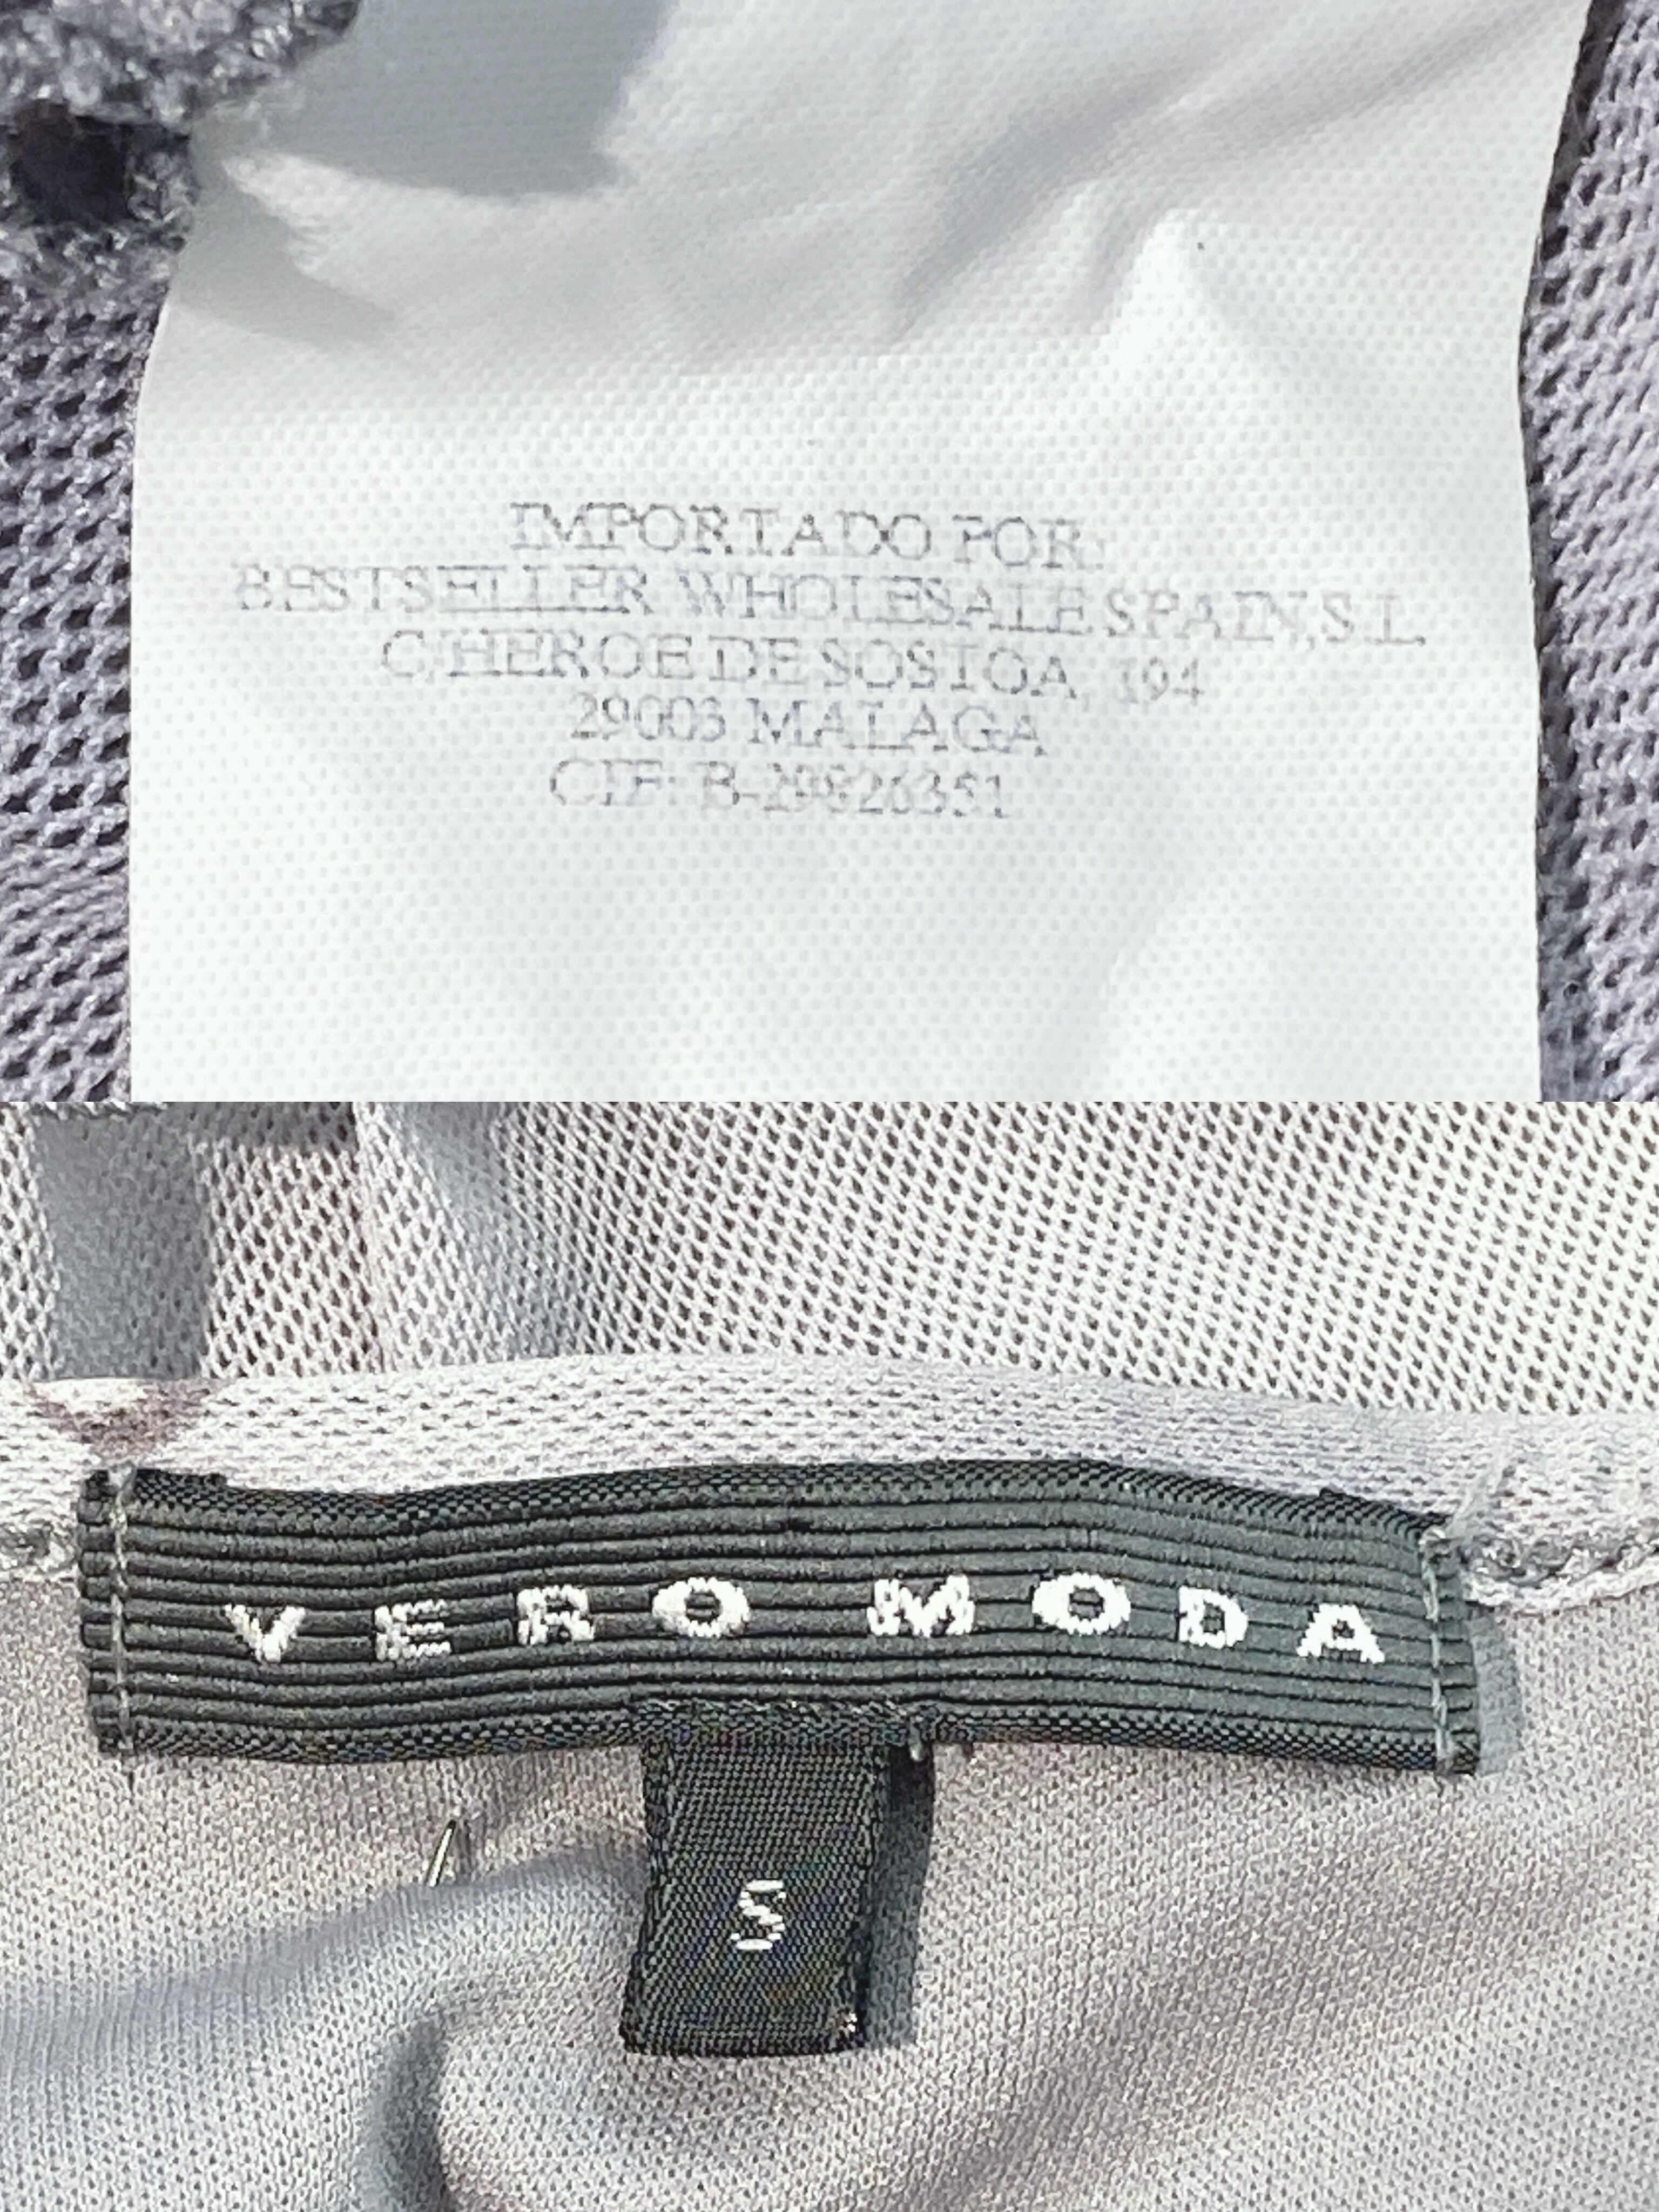 IMPORTADO POR:
BESTSELLER WHOLESALE SPAIN, S.L.
C/HEROE DE SOSTOA, 194
29003 MALAGA
CIF: B-29826351
VERO MODA
S